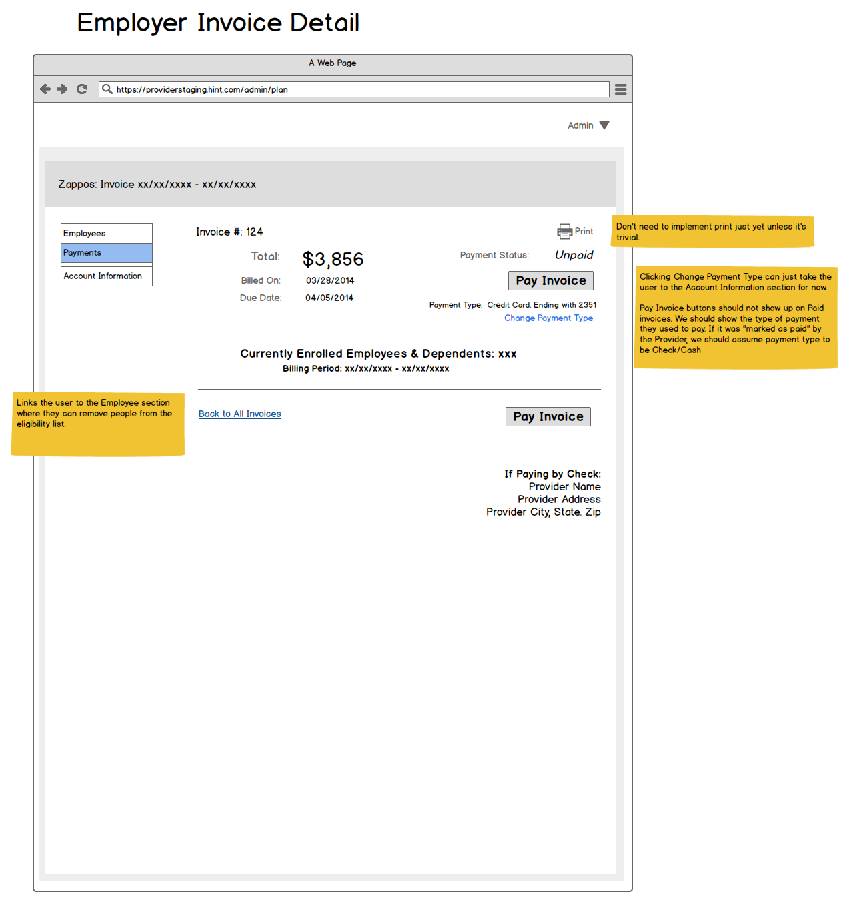 Employer Invoice Detail
A Web Page
https://providerstaging.hint.com/admin/plan
Admin
Zappos: Invoice xx/xx/xxxx - xx/xx/xxxx
Employees
Payments
Account Information
Invoice #: 124
Print
Total: $3,856
Payment Status: Unpaid
Billed On: 03/28/2014
Pay Invoice
Due Date: 04/05/2014
Payment Type: Credit Card: Ending with 2351
Change Payment Type
Currently Enrolled Employees & Dependents: xxx
Billing Period: xx/xx/xxxx - xx/xx/xxxx
Back to All Invoices
Pay Invoice
If Paying by Check:
Provider Name
Provider Address
Provider City, State. Zip
Don't need to implement print just yet unless it's
trivial.
Clicking Change Payment Type can just take the
user to the Account Information section for now
Pay Invoice buttons should not show up on Paid
invoices. We should show the type of payment
they used to pay. If it was "marked as paid" by
the Provider, we should assume payment type to
be Check/Cash
Links the user to the Employee section
where they can remove people from the
eligibility list.